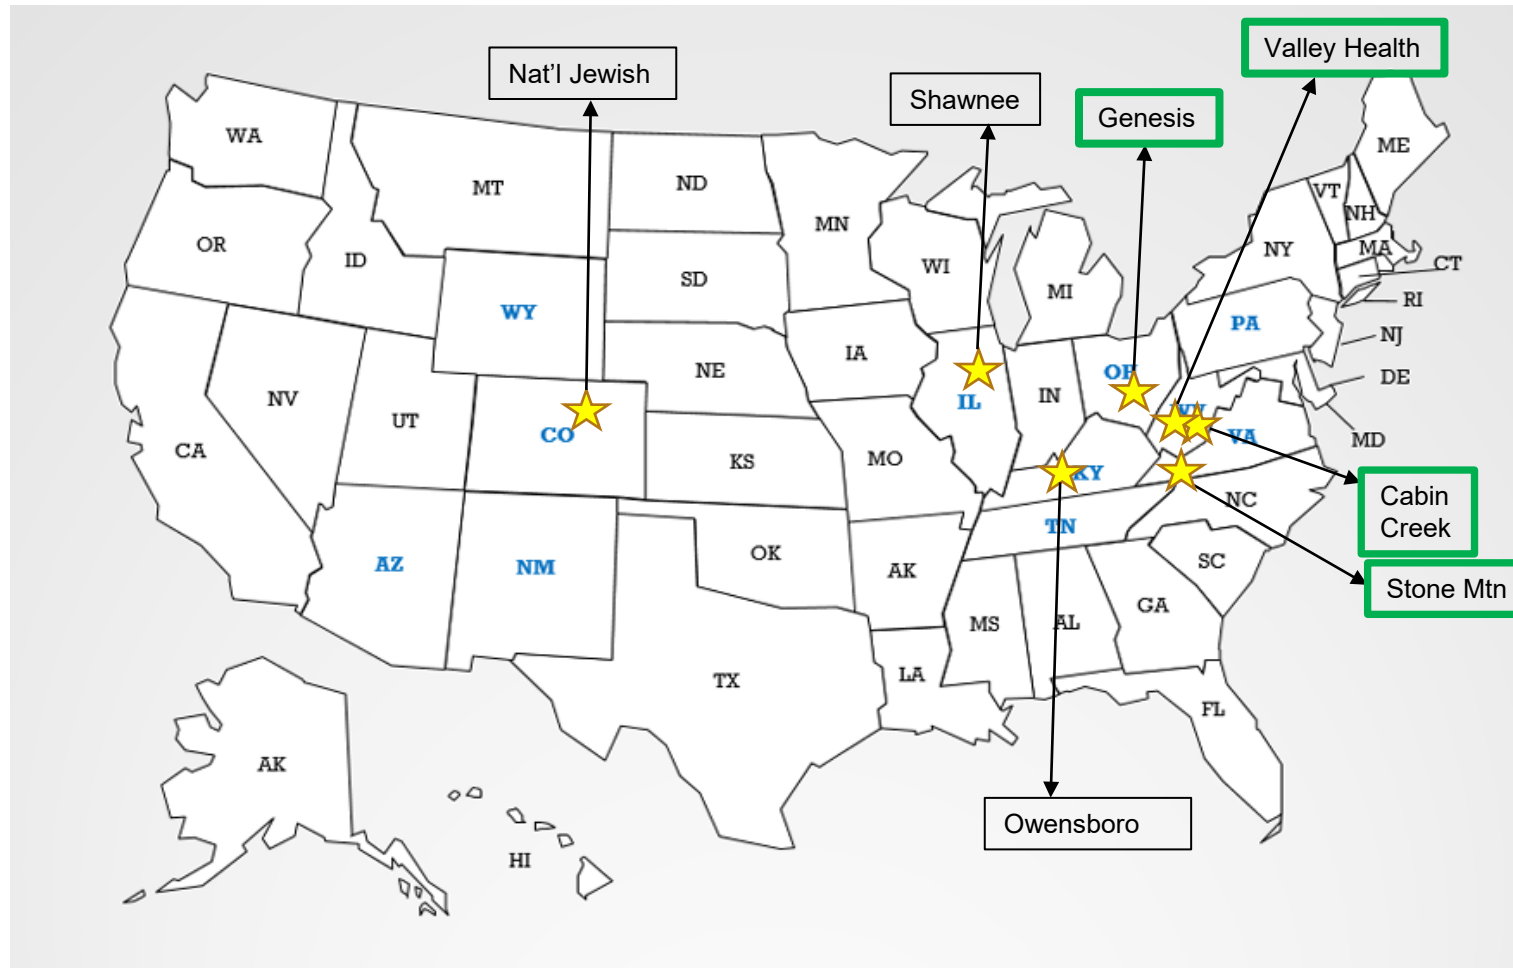 Valley Health
Nat'l Jewish
Shawnee
Genesis
WA
MT
ND
MN
ME
VT
NH
OR
ID
SD
WI
MI
NY
MA
CT
RI
WY
PA
NJ
NE
IA
DE
NV
UT
CO
IL
IN
VA
MD
CA
KS
MO
KY
Cabin
Creek
NC
TN
AZ
NM
OK
AK
SC
Stone Mtn
GA
MS
AL
TX
LA
FL
AK
Owensboro
HI